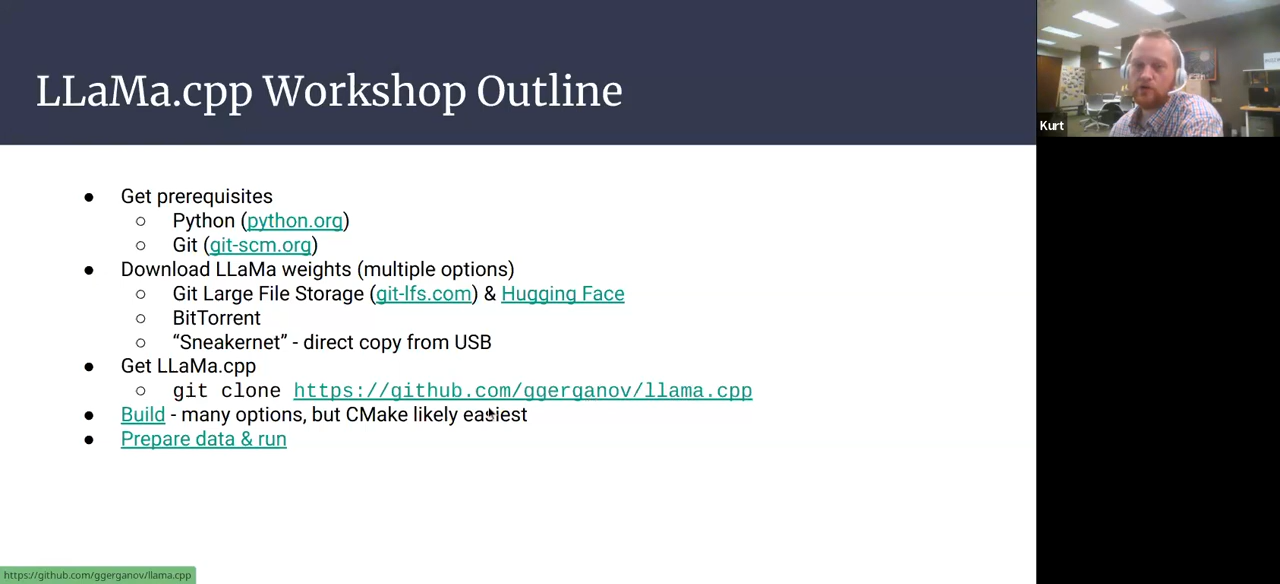 LLaMa.cpp Workshop Outline
Kurt
● Get prerequisites
○ Python (python.org)
○ Git (git-scm.org)
● Download LLaMa weights (multiple options)
○ Git Large File Storage (git-lfs.com) & Hugging Face
○ BitTorrent
○ “Sneakernet” - direct copy from USB
● Get LLaMa.cpp
○ git clone https://github.com/ggerganov/llama.cpp
● Build - many options, but CMake likely easiest
● Prepare data & run
https://github.com/ggerganov/llama.cpp